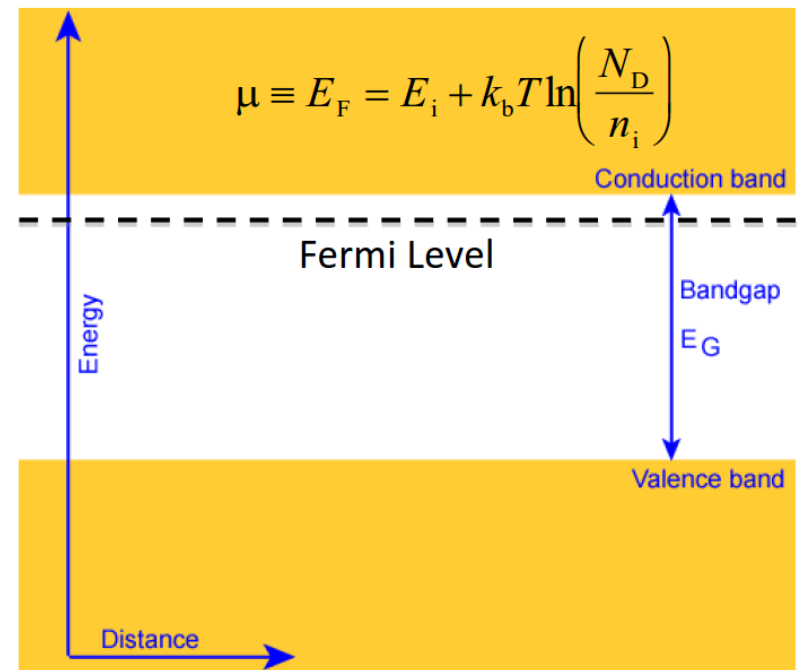 μ ≡ E_F = E_i + k_b T ln(N_D / n_i)
Conduction band
Fermi Level
Bandgap
E_G
Energy
Valence band
Distance